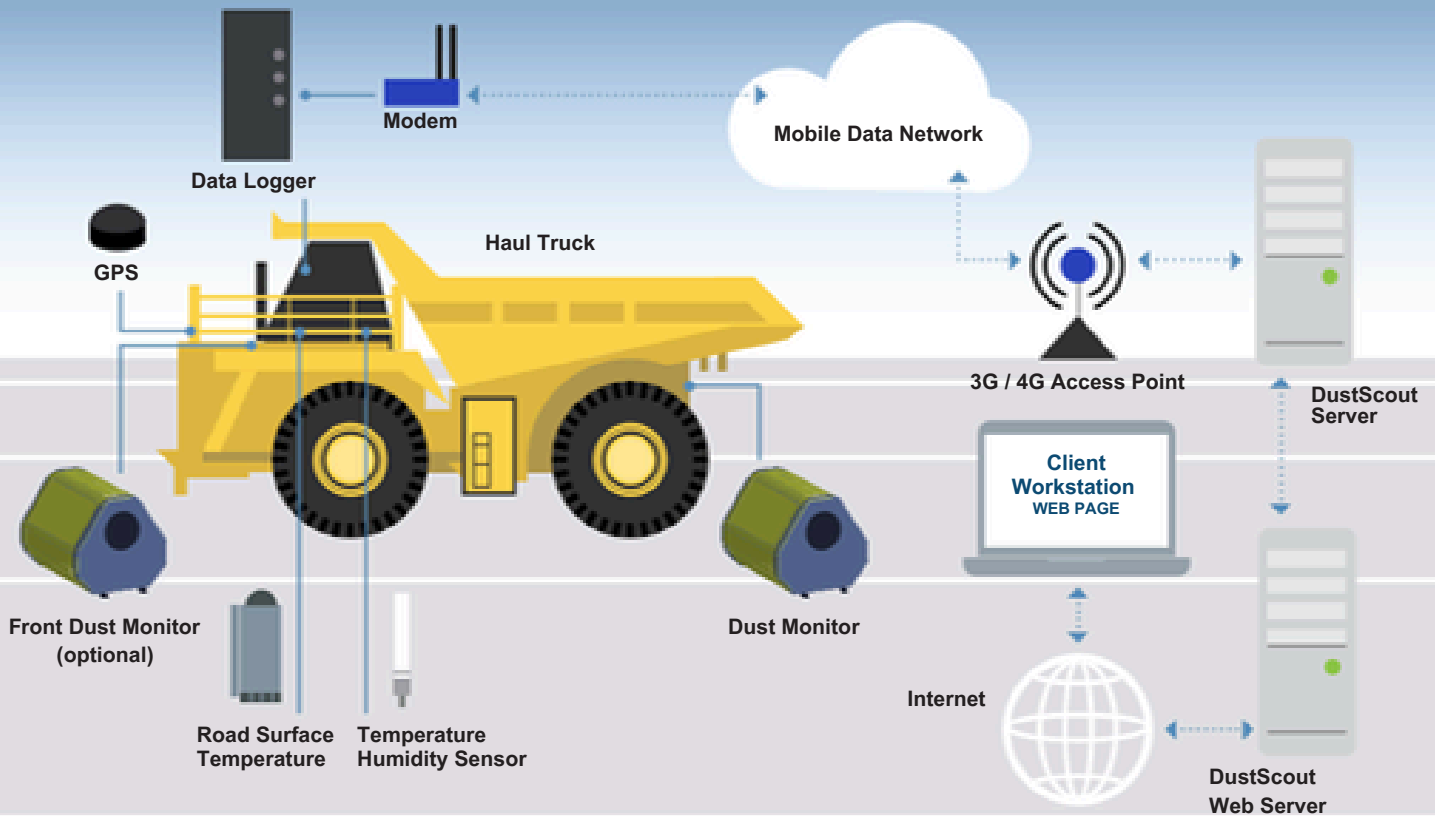 Modem
Mobile Data Network
Data Logger
Haul Truck
GPS
3G / 4G Access Point
DustScout
Server
Client
Workstation
WEB PAGE
Front Dust Monitor
(optional)
Dust Monitor
Internet
Road Surface
Temperature
Temperature
Humidity Sensor
DustScout
Web Server